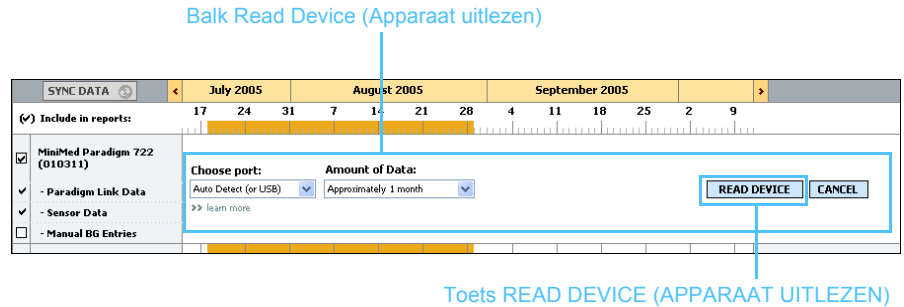 Balk Read Device (Apparaat uitlezen)
SYNC DATA < July 2005 August 2005 September 2005 >
(✓) Include in reports: 17 24 31 7 14 21 28 4 11 18 25 2 9
MiniMed Paradigm 722
(010311)
Choose port: Amount of Data:
- Paradigm Link Data Auto Detect (or USB) Approximately 1 month READ DEVICE CANCEL
>> learn more
- Sensor Data
- Manual BG Entries
Toets READ DEVICE (APPARAAT UITLEZEN)